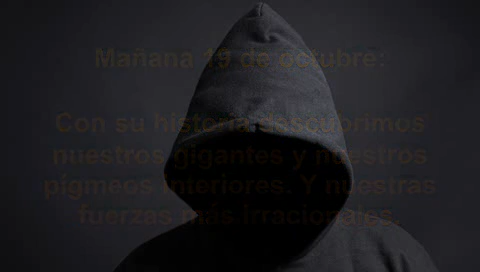 Mañana 19 de octubre:
Con su historia descubrimos
nuestros gigantes y nuestros
pigmeos interiores. Y nuestras
fuerzas más irracionales.